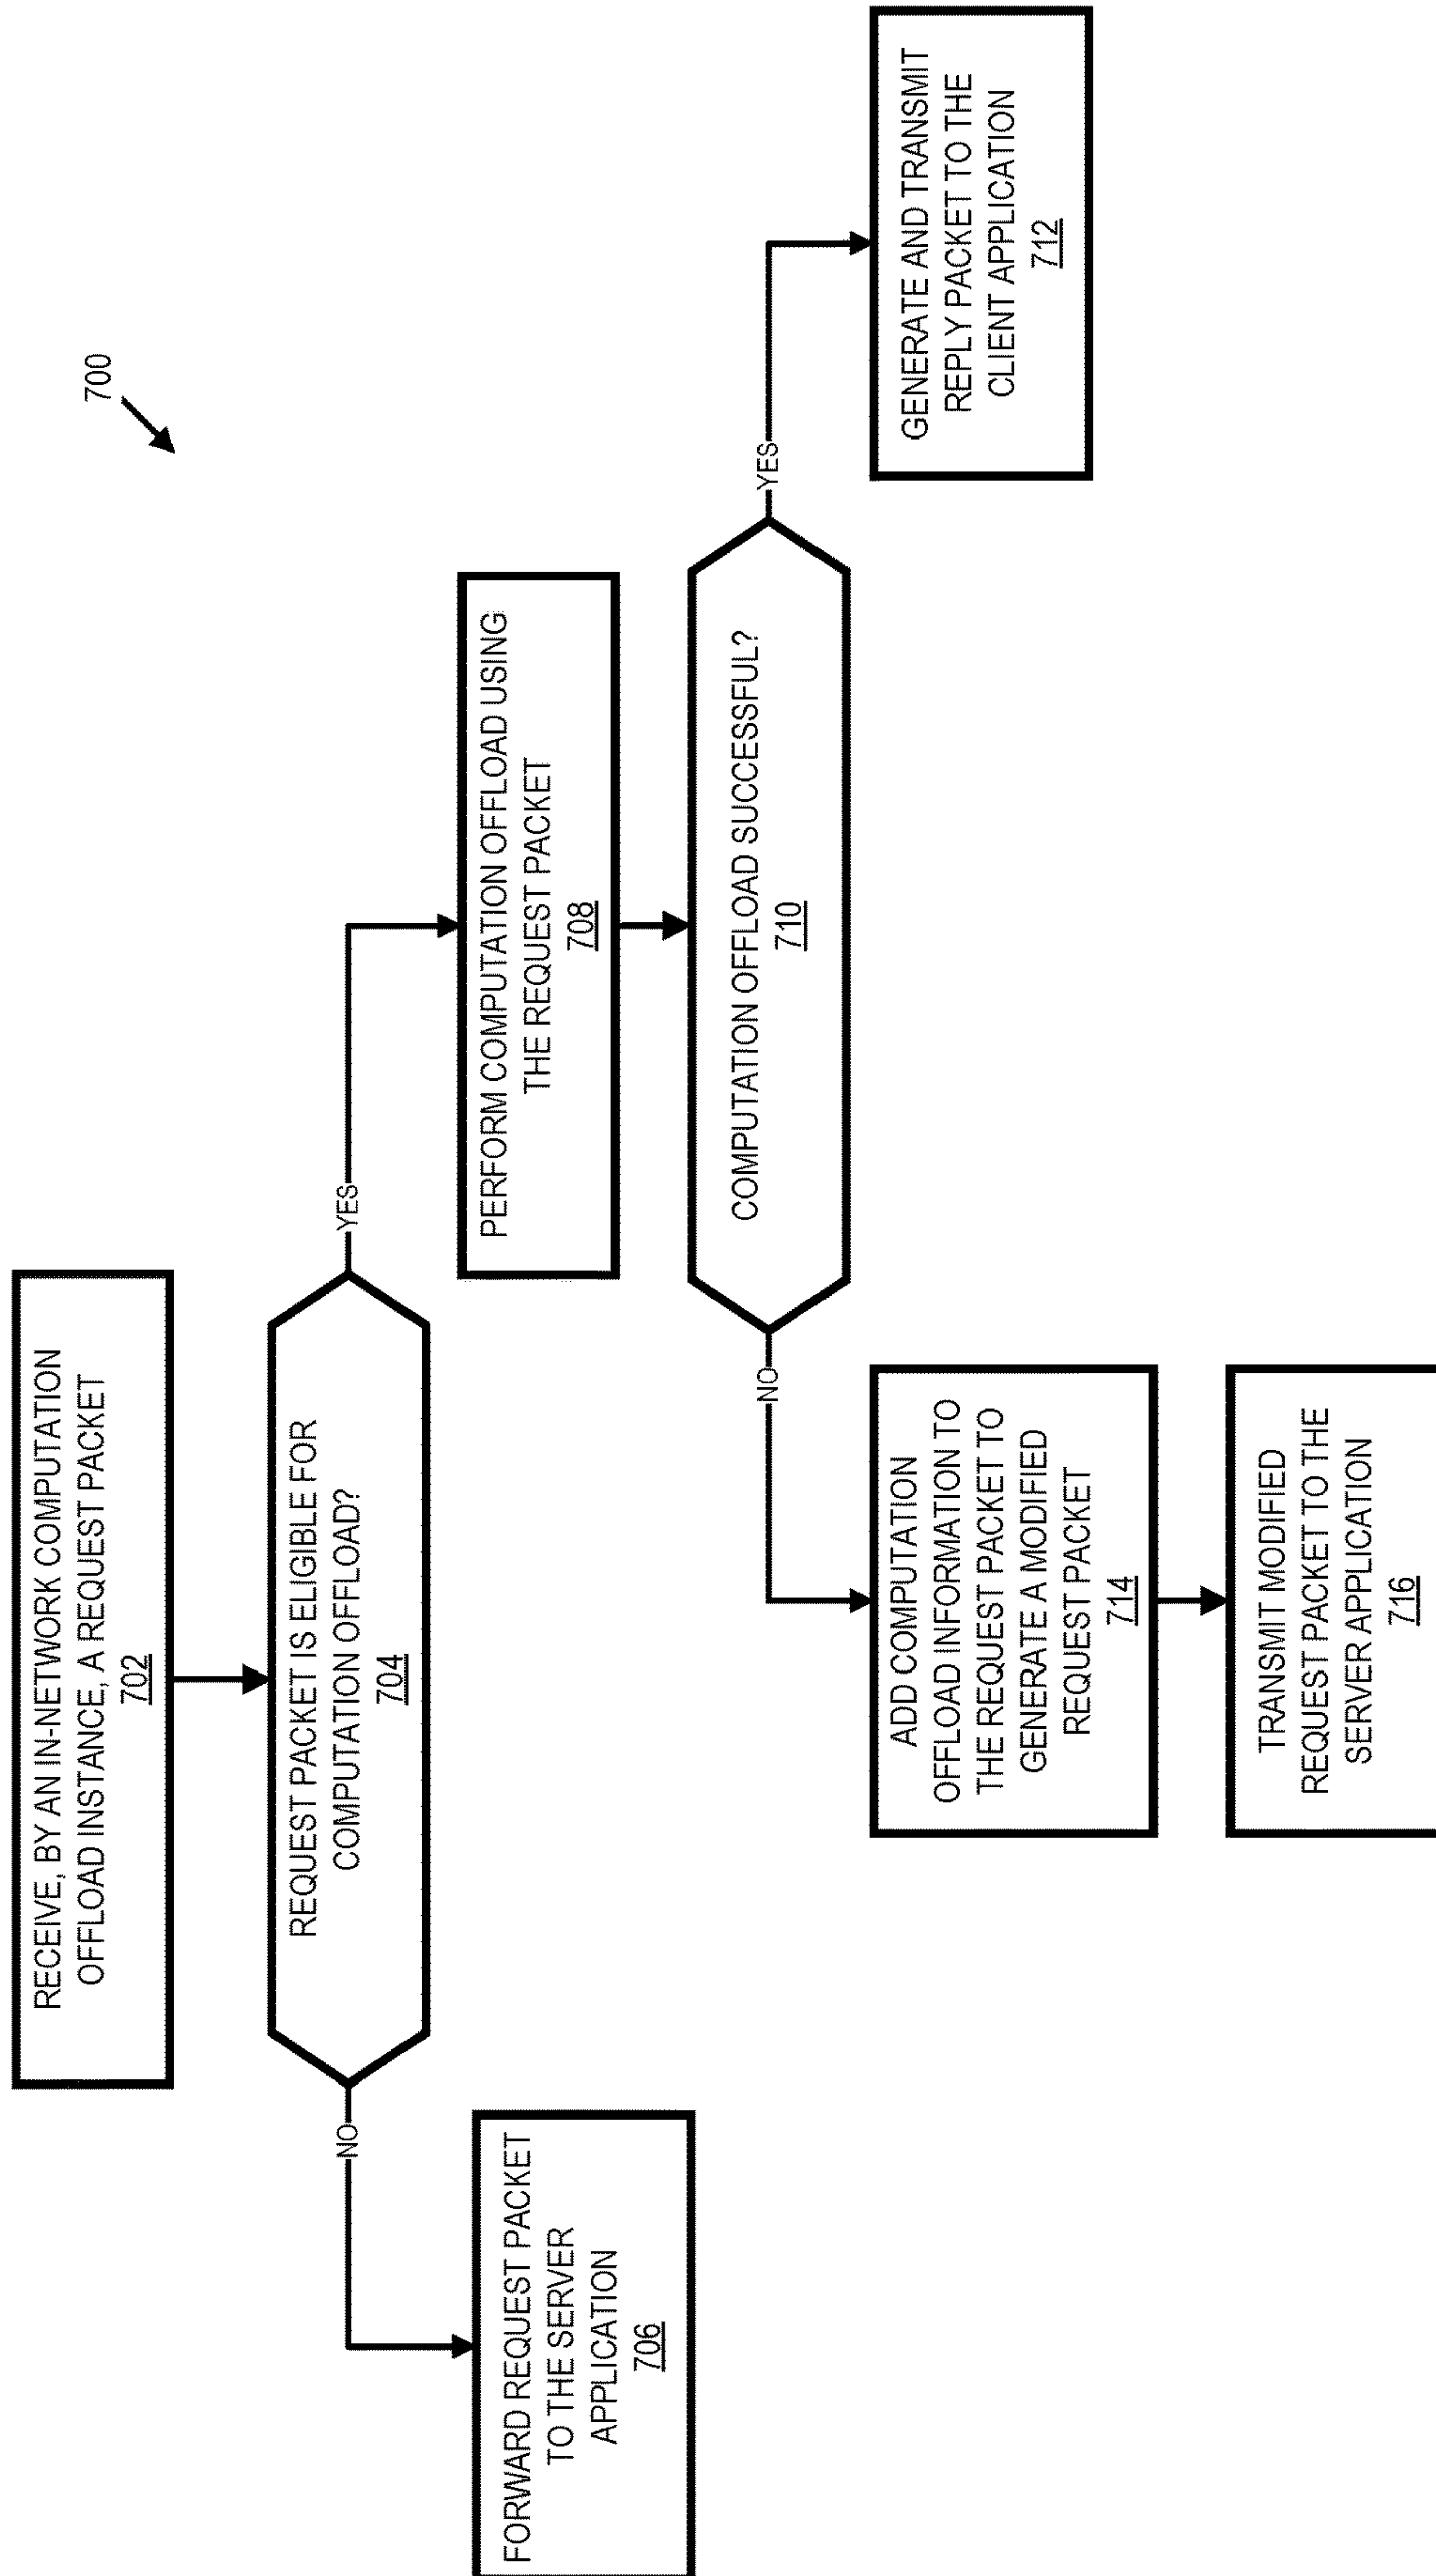 700
RECEIVE, BY AN IN-NETWORK COMPUTATION
OFFLOAD INSTANCE, A REQUEST PACKET
702
REQUEST PACKET IS ELIGIBLE FOR
COMPUTATION OFFLOAD?
704
NO
YES
FORWARD REQUEST PACKET
TO THE SERVER
APPLICATION
706
PERFORM COMPUTATION OFFLOAD USING
THE REQUEST PACKET
708
COMPUTATION OFFLOAD SUCCESSFUL?
710
NO
YES
ADD COMPUTATION
OFFLOAD INFORMATION TO
THE REQUEST PACKET TO
GENERATE A MODIFIED
REQUEST PACKET
714
GENERATE AND TRANSMIT
REPLY PACKET TO THE
CLIENT APPLICATION
712
TRANSMIT MODIFIED
REQUEST PACKET TO THE
SERVER APPLICATION
716